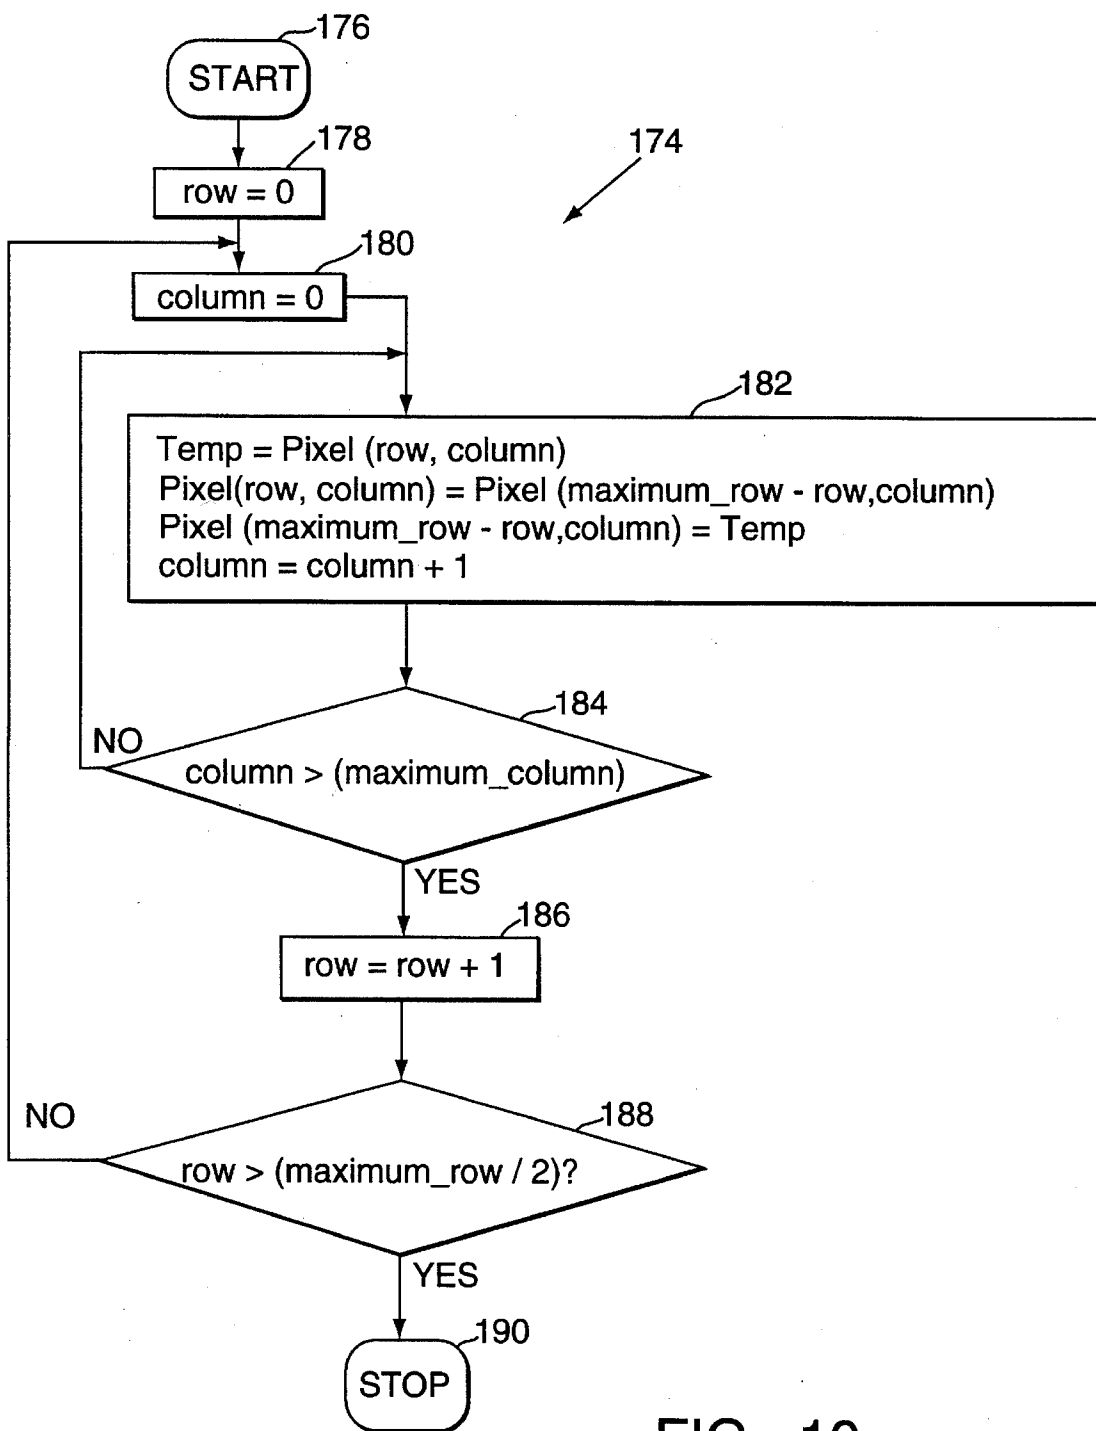 176
START
178
174
row = 0
180
column = 0
182
Temp = Pixel (row, column)
Pixel(row, column) = Pixel (maximum_row - row,column)
Pixel (maximum_row - row,column) = Temp
column = column + 1
184
NO
column > (maximum_column)
YES
186
row = row + 1
NO
188
row > (maximum_row / 2)?
YES
190
STOP
FIG.